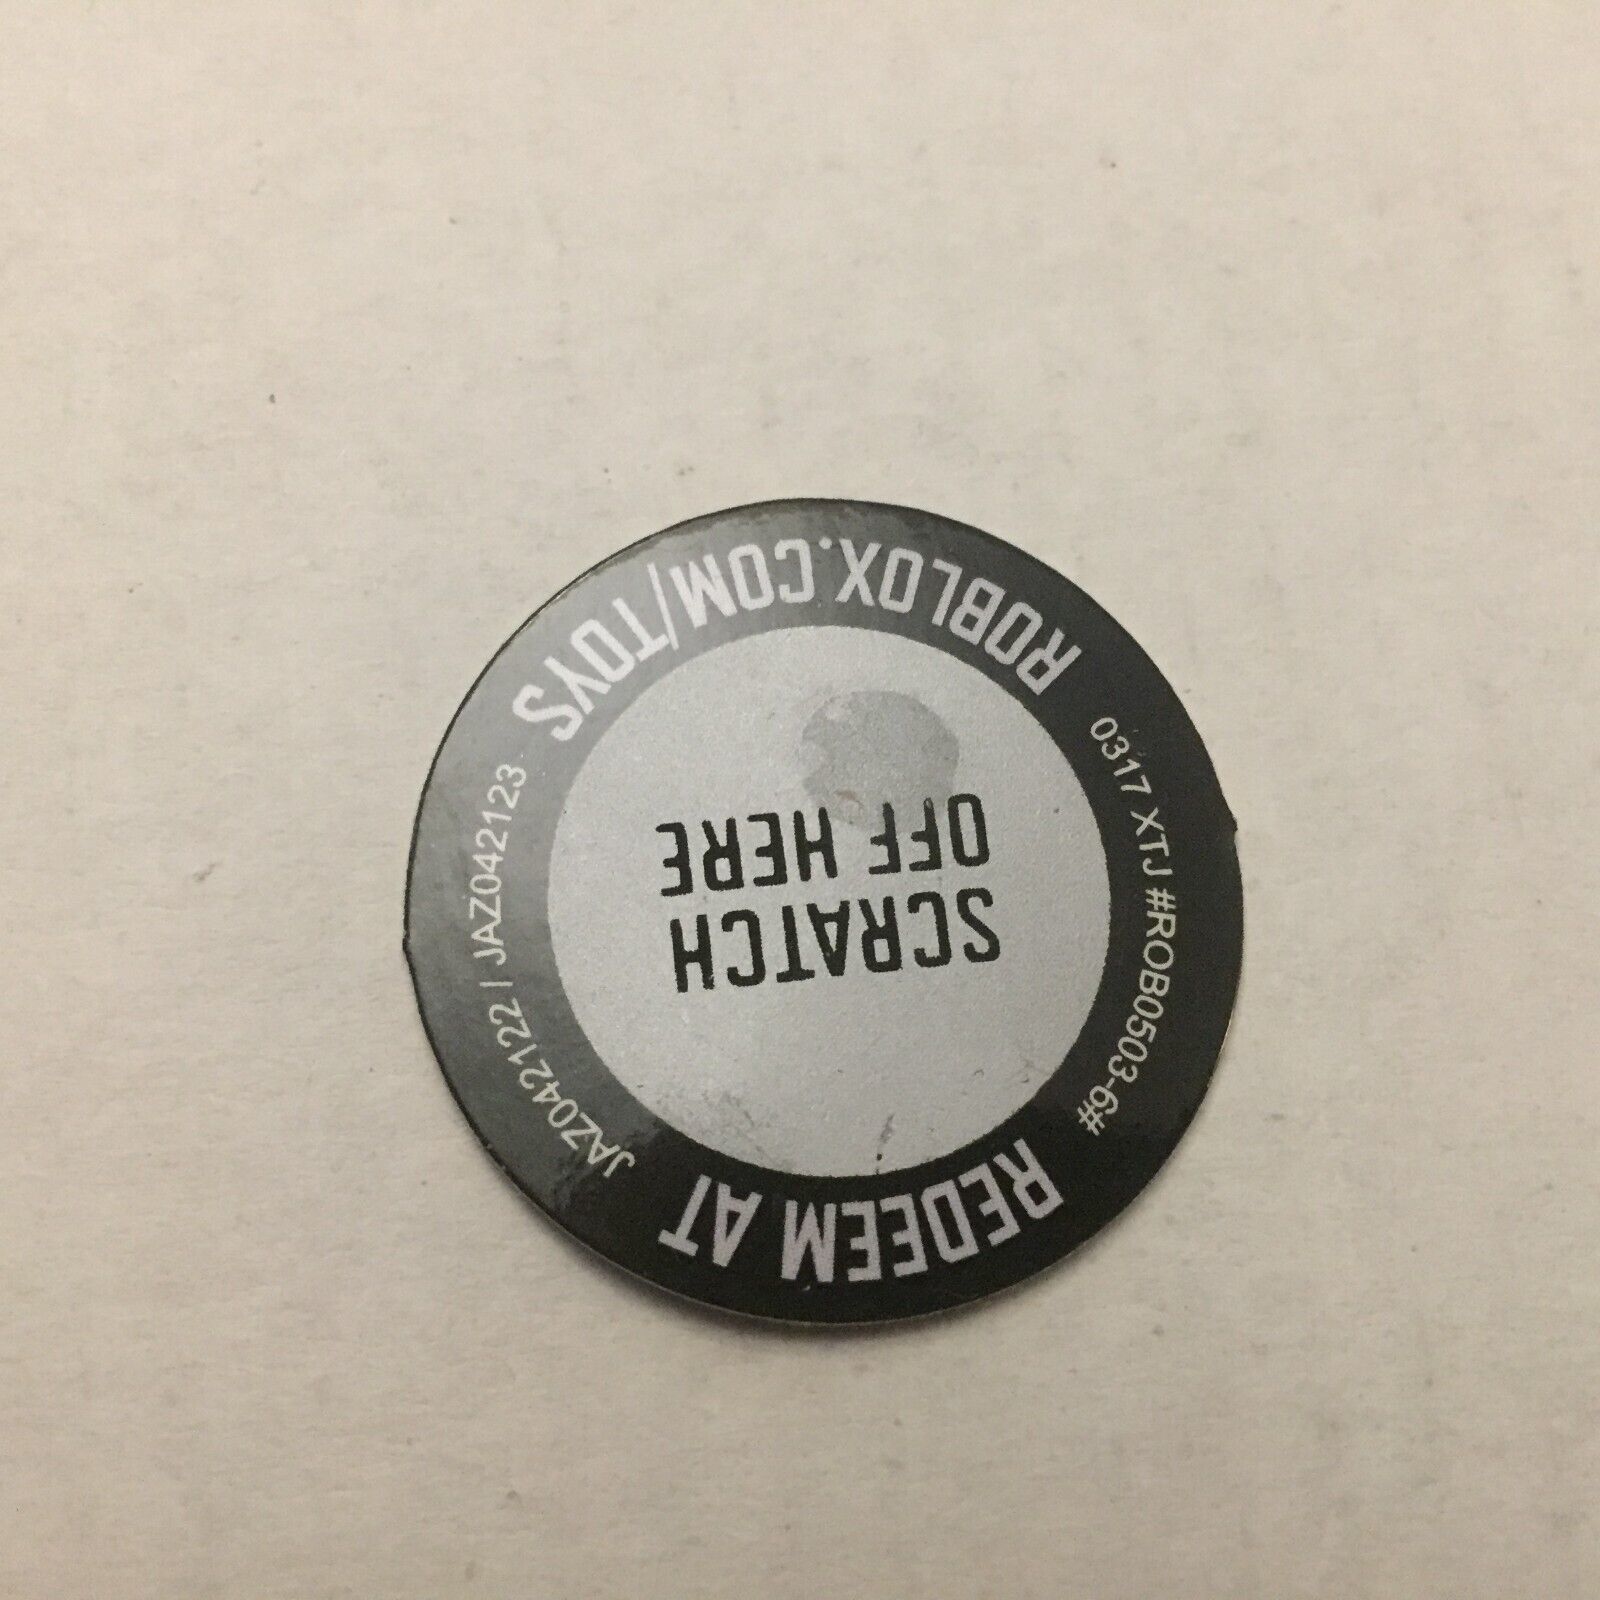 REDEEM AT
SCRATCH
OFF HERE
ROBLOX.COM/TOYS
JAZ042122 / JAZ042123
0317 XTJ #ROB0503-6#